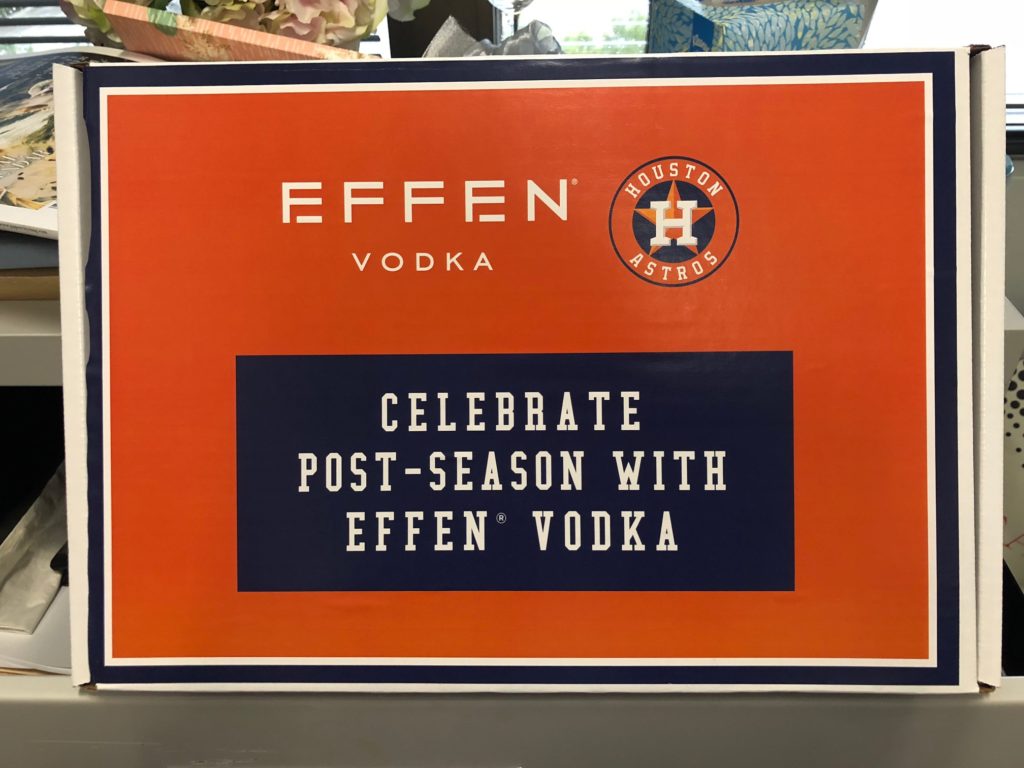 EFFEN®
VODKA
HOUSTON
H
ASTROS
CELEBRATE
POST-SEASON WITH
EFFEN® VODKA